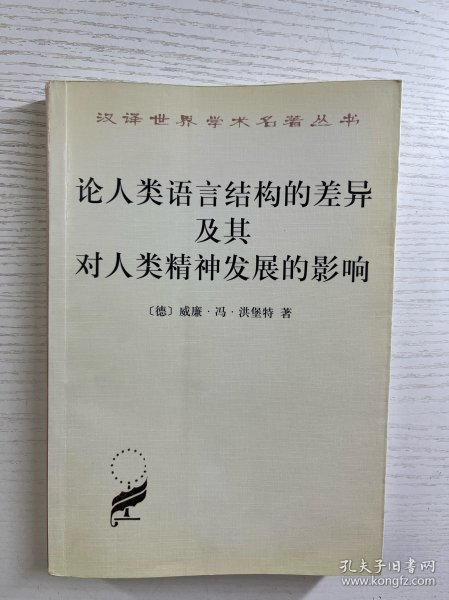 汉译世界学术名著丛书
论人类语言结构的差异
及其
对人类精神发展的影响
〔德〕威廉·冯·洪堡特 著
孔夫子旧书网
www.kongfz.com